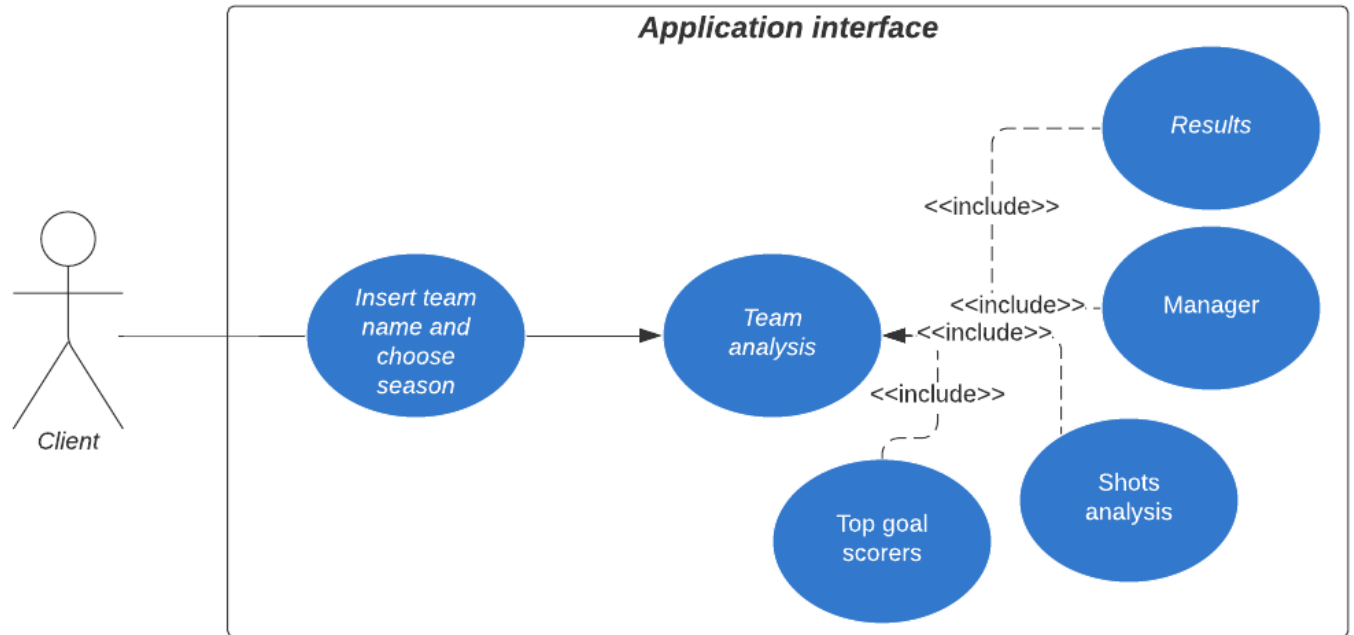 Application interface
Results
<<include>>
Manager
<<include>>
<<include>>
Insert team
name and
choose
season
Team
analysis
<<include>>
Client
Shots
analysis
Top goal
scorers